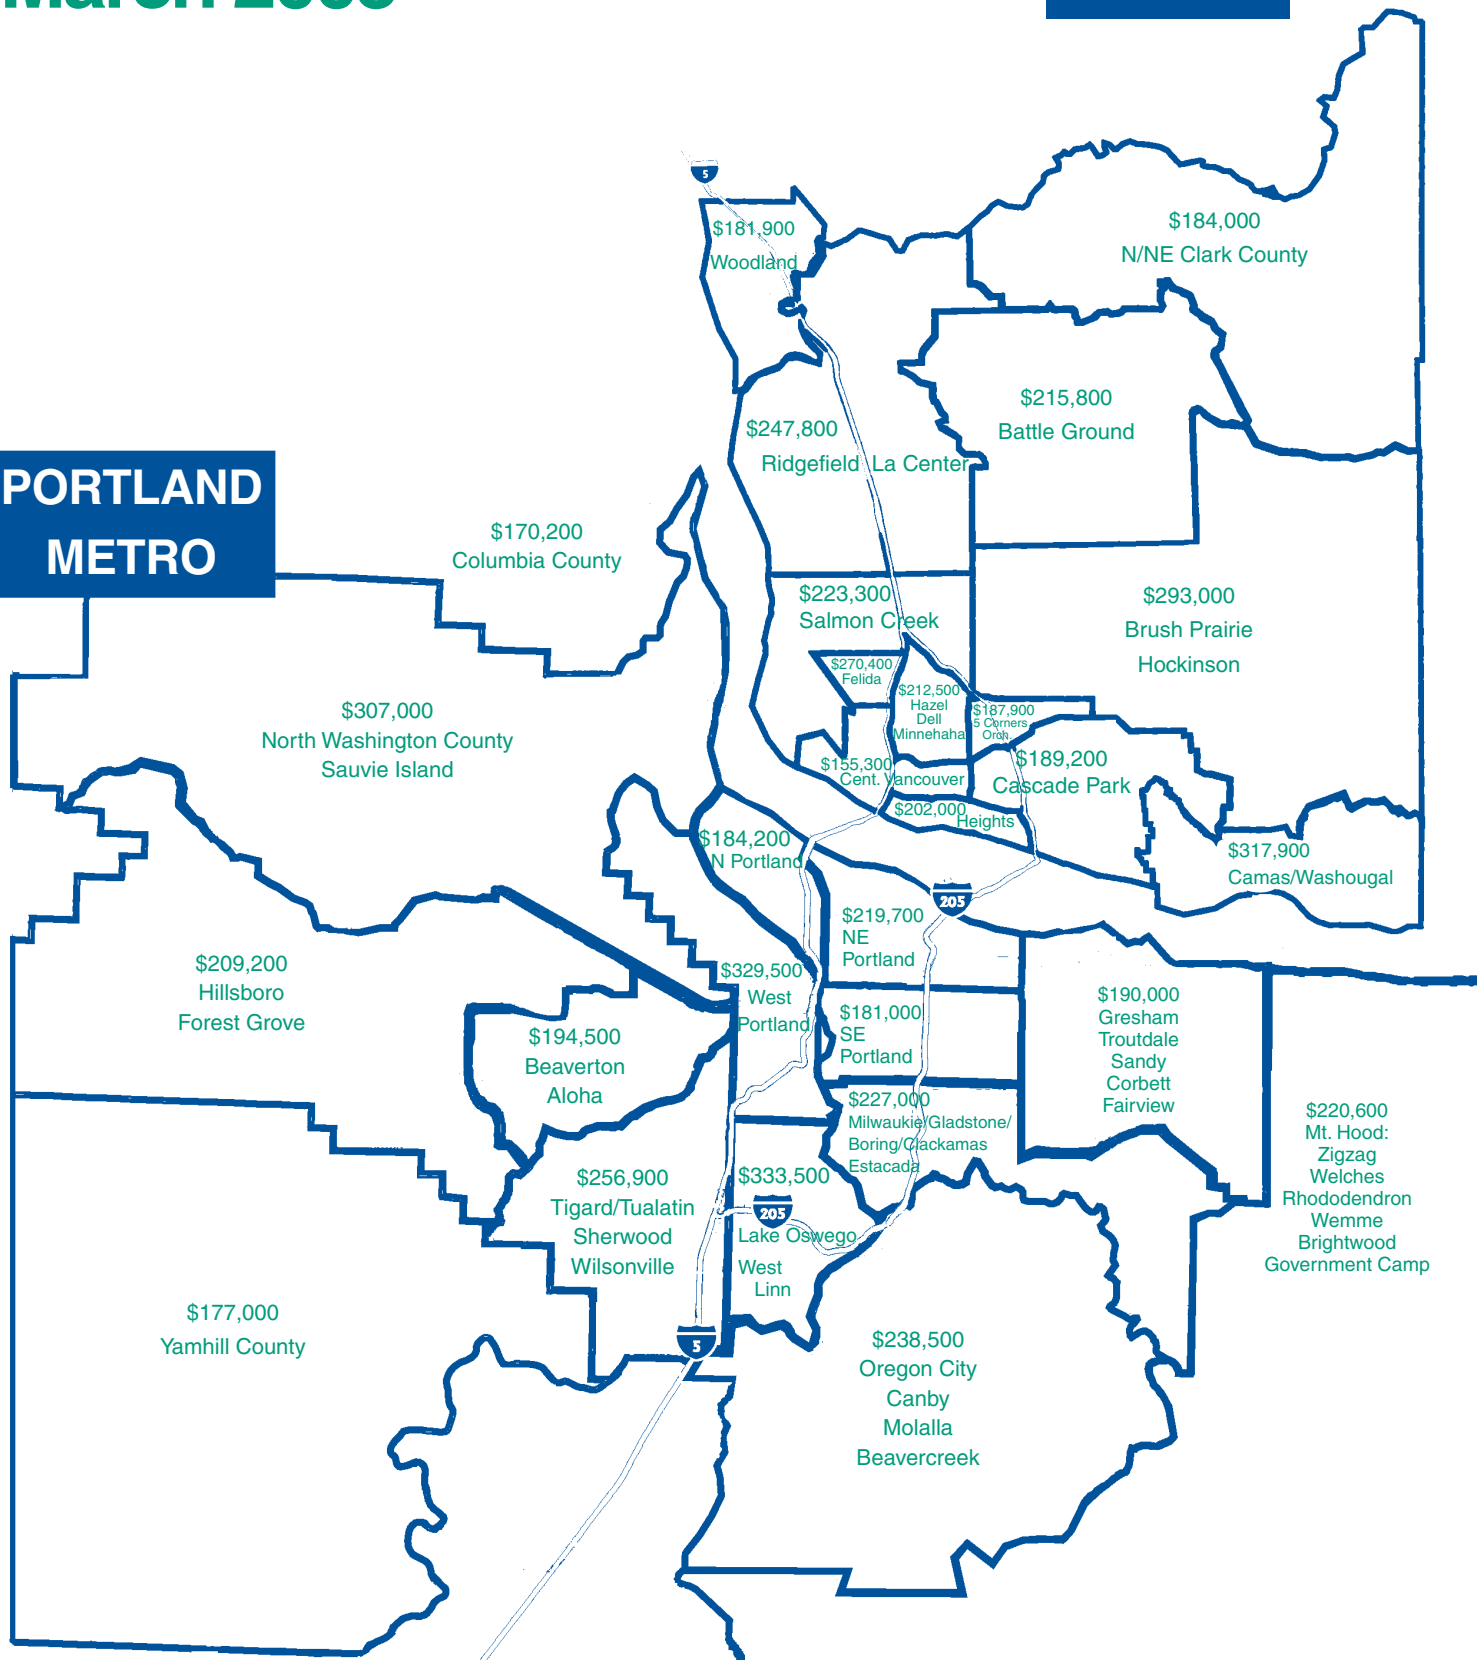 5
$181,900
Woodland
$184,000
N/NE Clark County
$215,800
Battle Ground
$247,800
Ridgefield La Center
PORTLAND
METRO
$170,200
Columbia County
$223,300
Salmon Creek
$293,000
Brush Prairie
Hockinson
$270,400
Felida
$212,500
Hazel
Dell
Minnehaha
$187,900
5 Corners
Orch.
$307,000
North Washington County
Sauvie Island
$155,300
Cent. Vancouver
$189,200
Cascade Park
$202,000
Heights
$184,200
N Portland
$317,900
Camas/Washougal
205
$219,700
NE
Portland
$209,200
Hillsboro
Forest Grove
$329,500
West
Portland
$181,000
SE
Portland
$190,000
Gresham
Troutdale
Sandy
Corbett
Fairview
$194,500
Beaverton
Aloha
$227,000
Milwaukie/Gladstone/
Boring/Clackamas
Estacada
$220,600
Mt. Hood:
Zigzag
Welches
Rhododendron
Wemme
Brightwood
Government Camp
$256,900
Tigard/Tualatin
Sherwood
Wilsonville
$333,500
205
Lake Oswego
West
Linn
$177,000
Yamhill County
5
$238,500
Oregon City
Canby
Molalla
Beavercreek